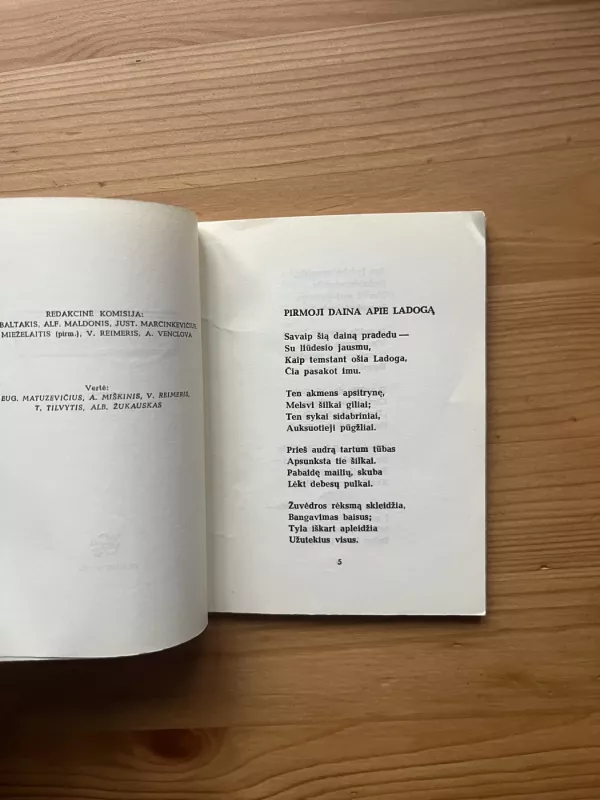 REDAKCINĖ KOMISIJA:
BALTAKIS, ALF. MALDONIS, JUST. MARCINKEVIČIUS,
MIEŽELAITIS (pirm.), V. REIMERIS, A. VENCLOVA
Vertė:
EUG. MATUZEVIČIUS, A. MIŠKINIS, V. REIMERIS,
T. TILVYTIS, ALB. ŽUKAUSKAS
PIRMOJI DAINA APIE LADOGĄ
Savaip šią dainą pradedu —
Su liūdesio jausmu,
Kaip temstant ošia Ladoga,
Čia pasakot imu.
Ten akmens apsitrynę,
Melsvi šilkai giliai;
Ten sykai sidabriniai,
Auksuotieji pūgžliai.
Prieš audrą tartum tūbas
Apsunksta tie šilkai.
Pabaidę mailių, skuba
Lėkt debesų pulkai.
Žuvėdros rėksmą skleidžia,
Bangavimas baisus;
Tyla iškart apleidžia
Užutekius visus.
5